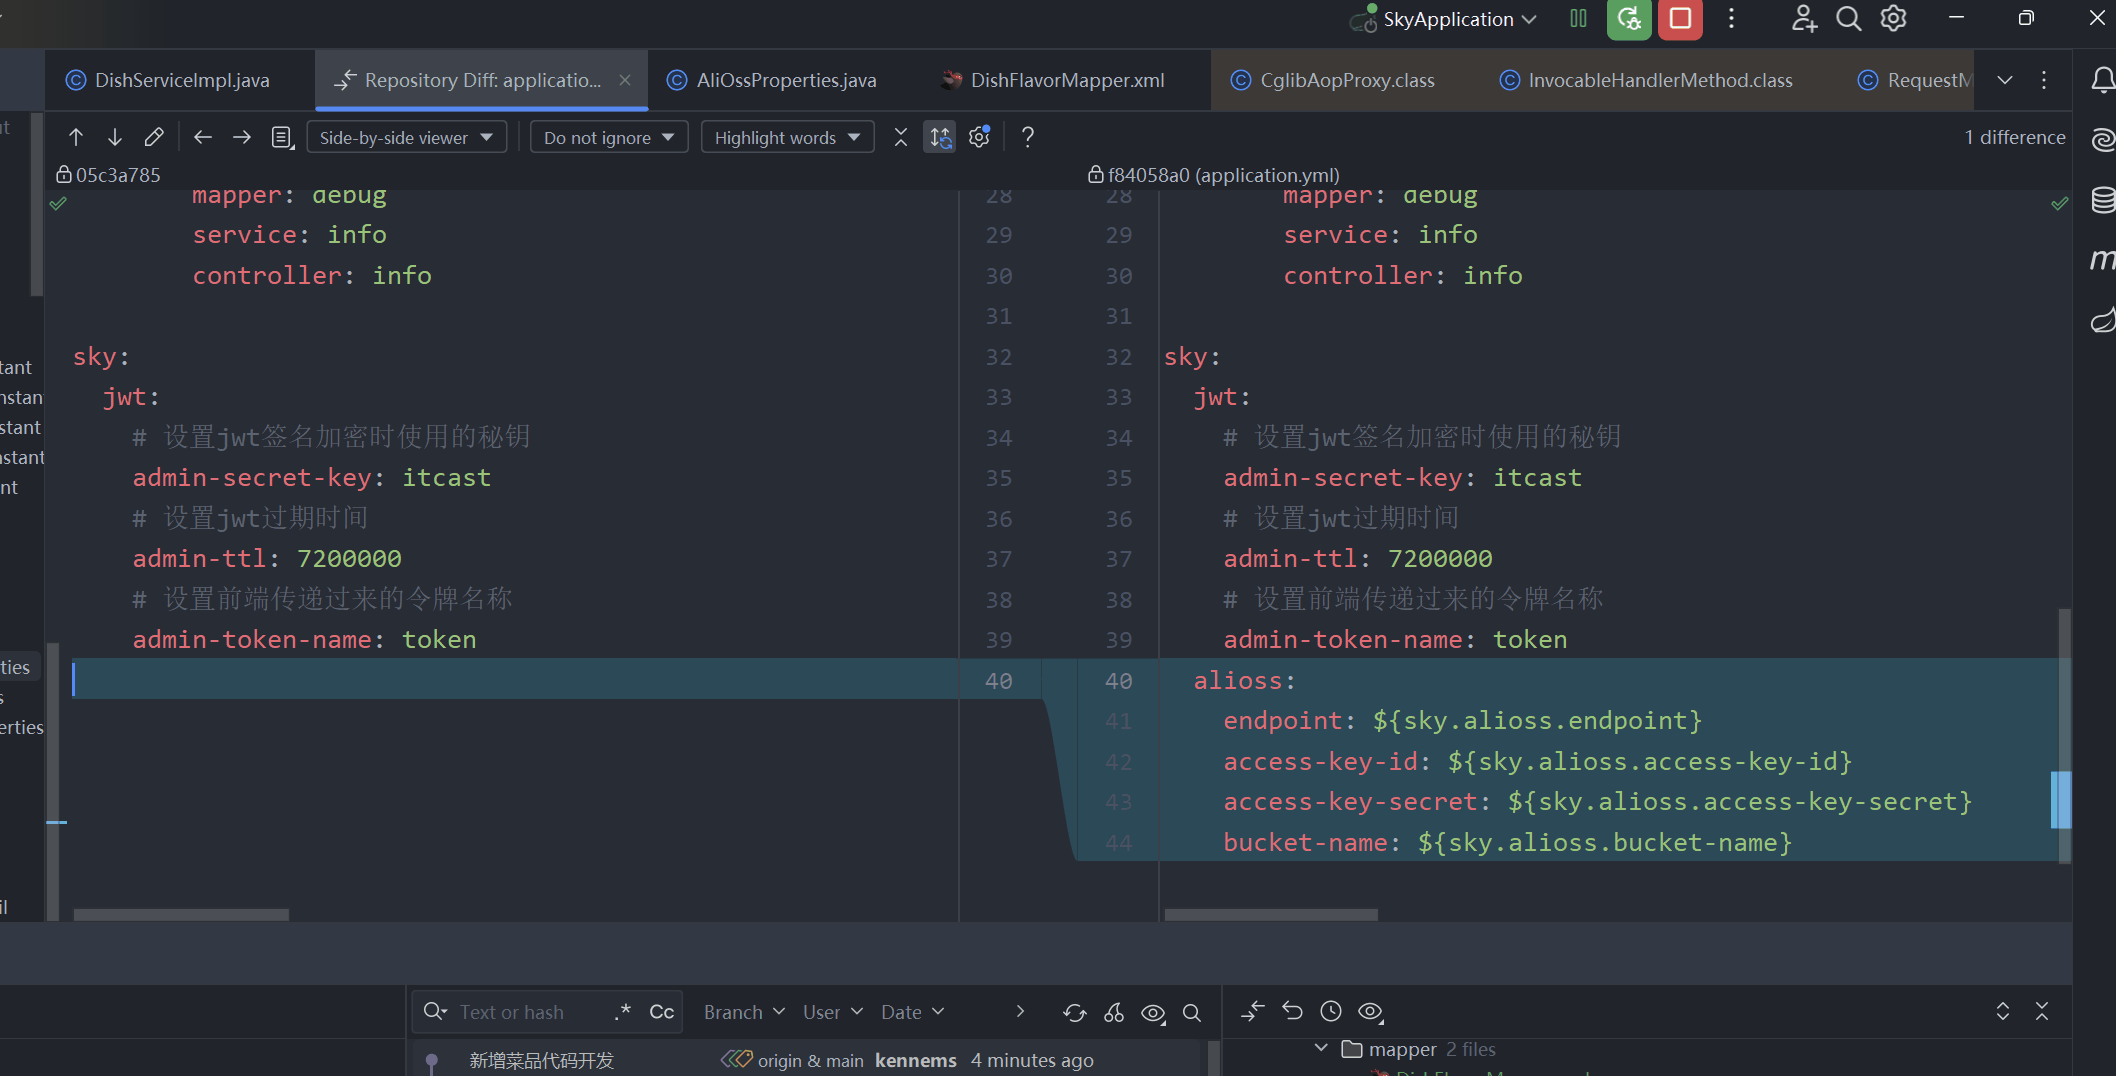 SkyApplication
DishServiceImpl.java
Repository Diff: applicatio...
AliOssProperties.java
DishFlavorMapper.xml
CglibAopProxy.class
InvocableHandlerMethod.class
RequestM
Side-by-side viewer
Do not ignore
Highlight words
?
1 difference
05c3a785
f84058a0 (application.yml)
mapper: debug
28
28
mapper: debug
service: info
29
29
service: info
controller: info
30
30
controller: info
31
31
sky:
32
32
sky:
jwt:
33
33
jwt:
# 设置jwt签名加密时使用的秘钥
34
34
# 设置jwt签名加密时使用的秘钥
admin-secret-key: itcast
35
35
admin-secret-key: itcast
# 设置jwt过期时间
36
36
# 设置jwt过期时间
admin-ttl: 7200000
37
37
admin-ttl: 7200000
# 设置前端传递过来的令牌名称
38
38
# 设置前端传递过来的令牌名称
admin-token-name: token
39
39
admin-token-name: token
40
40
alioss:
41
endpoint: ${sky.alioss.endpoint}
42
access-key-id: ${sky.alioss.access-key-id}
43
access-key-secret: ${sky.alioss.access-key-secret}
44
bucket-name: ${sky.alioss.bucket-name}
tant
nstan
stant
nstant
nt
ties
s
erties
il
Text or hash
.*
Cc
Branch
User
Date
新增菜品代码开发
origin & main
kennems
4 minutes ago
mapper 2 files